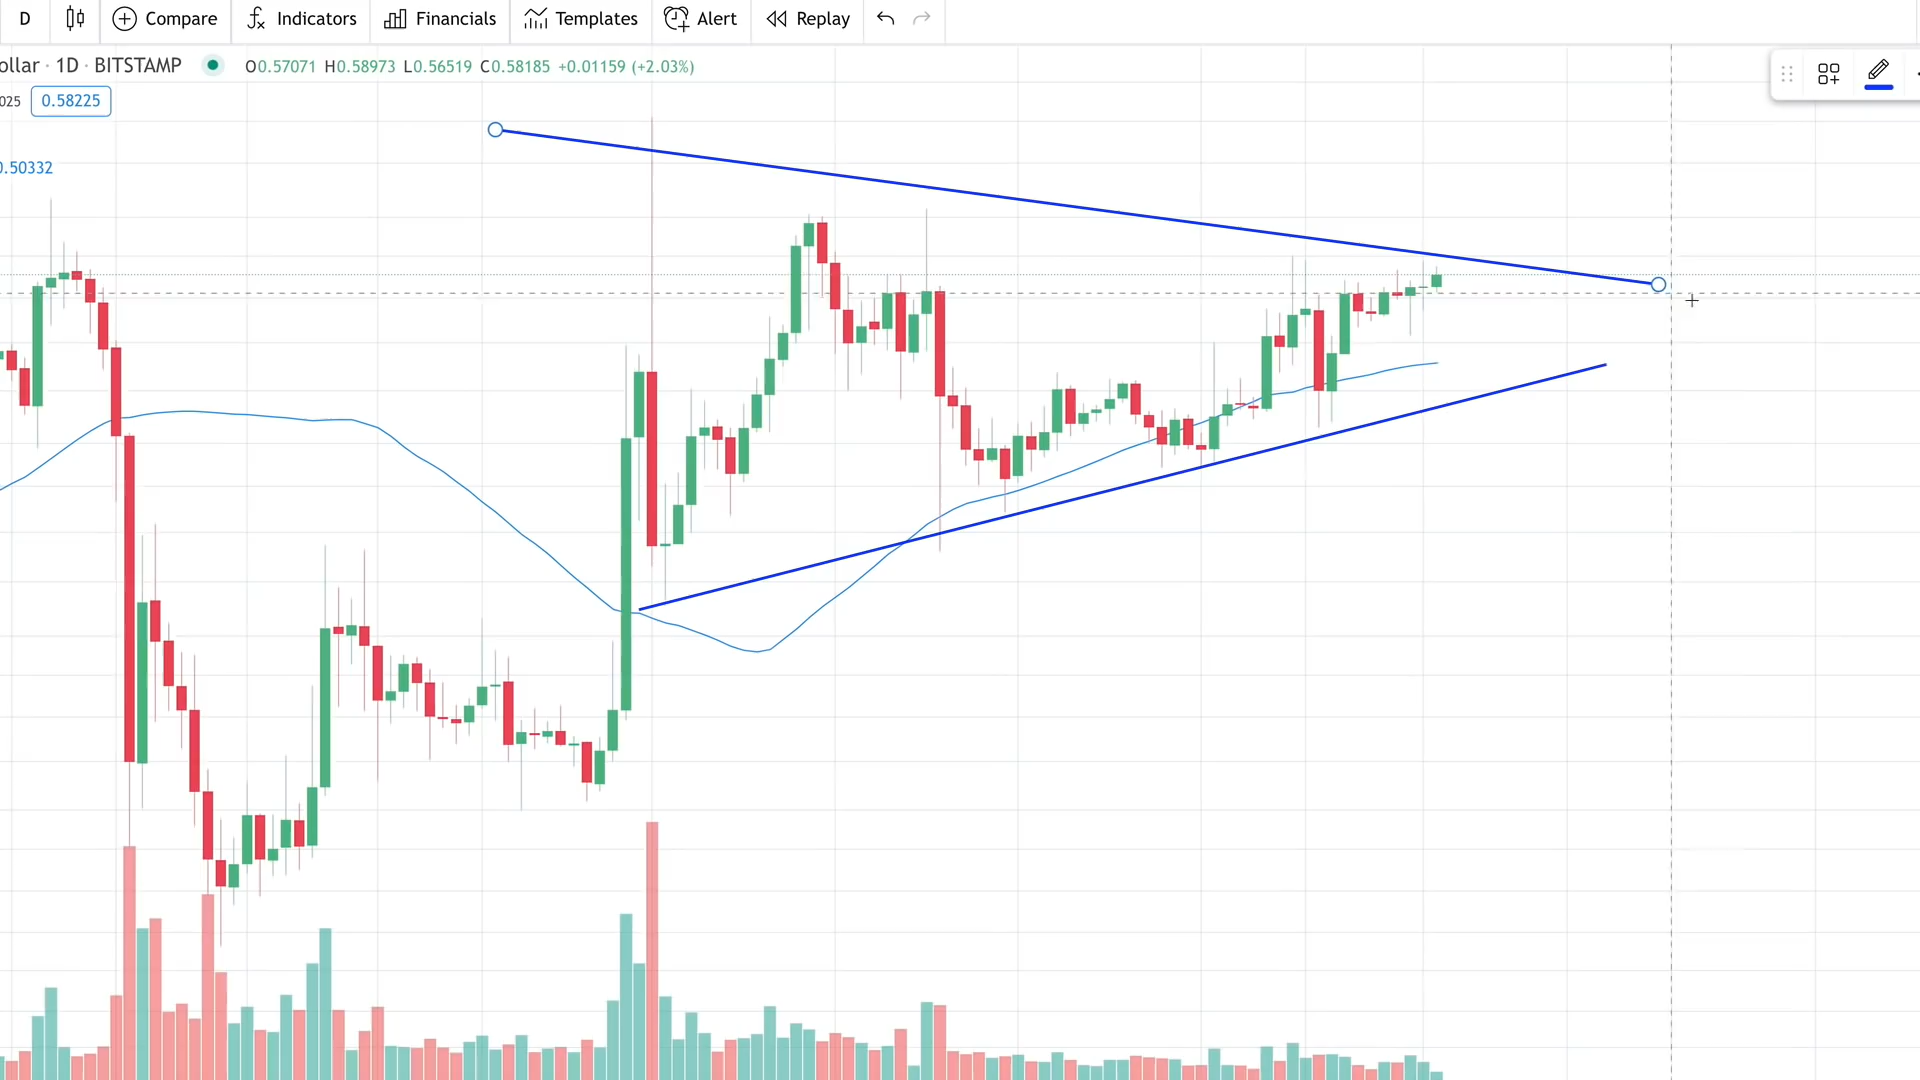 D Compare Indicators Financials Templates Alert Replay
ollar · 1D · BITSTAMP O0.57071 H0.58973 L0.56519 C0.58185 +0.01159 (+2.03%)
025 0.58225
0.50332